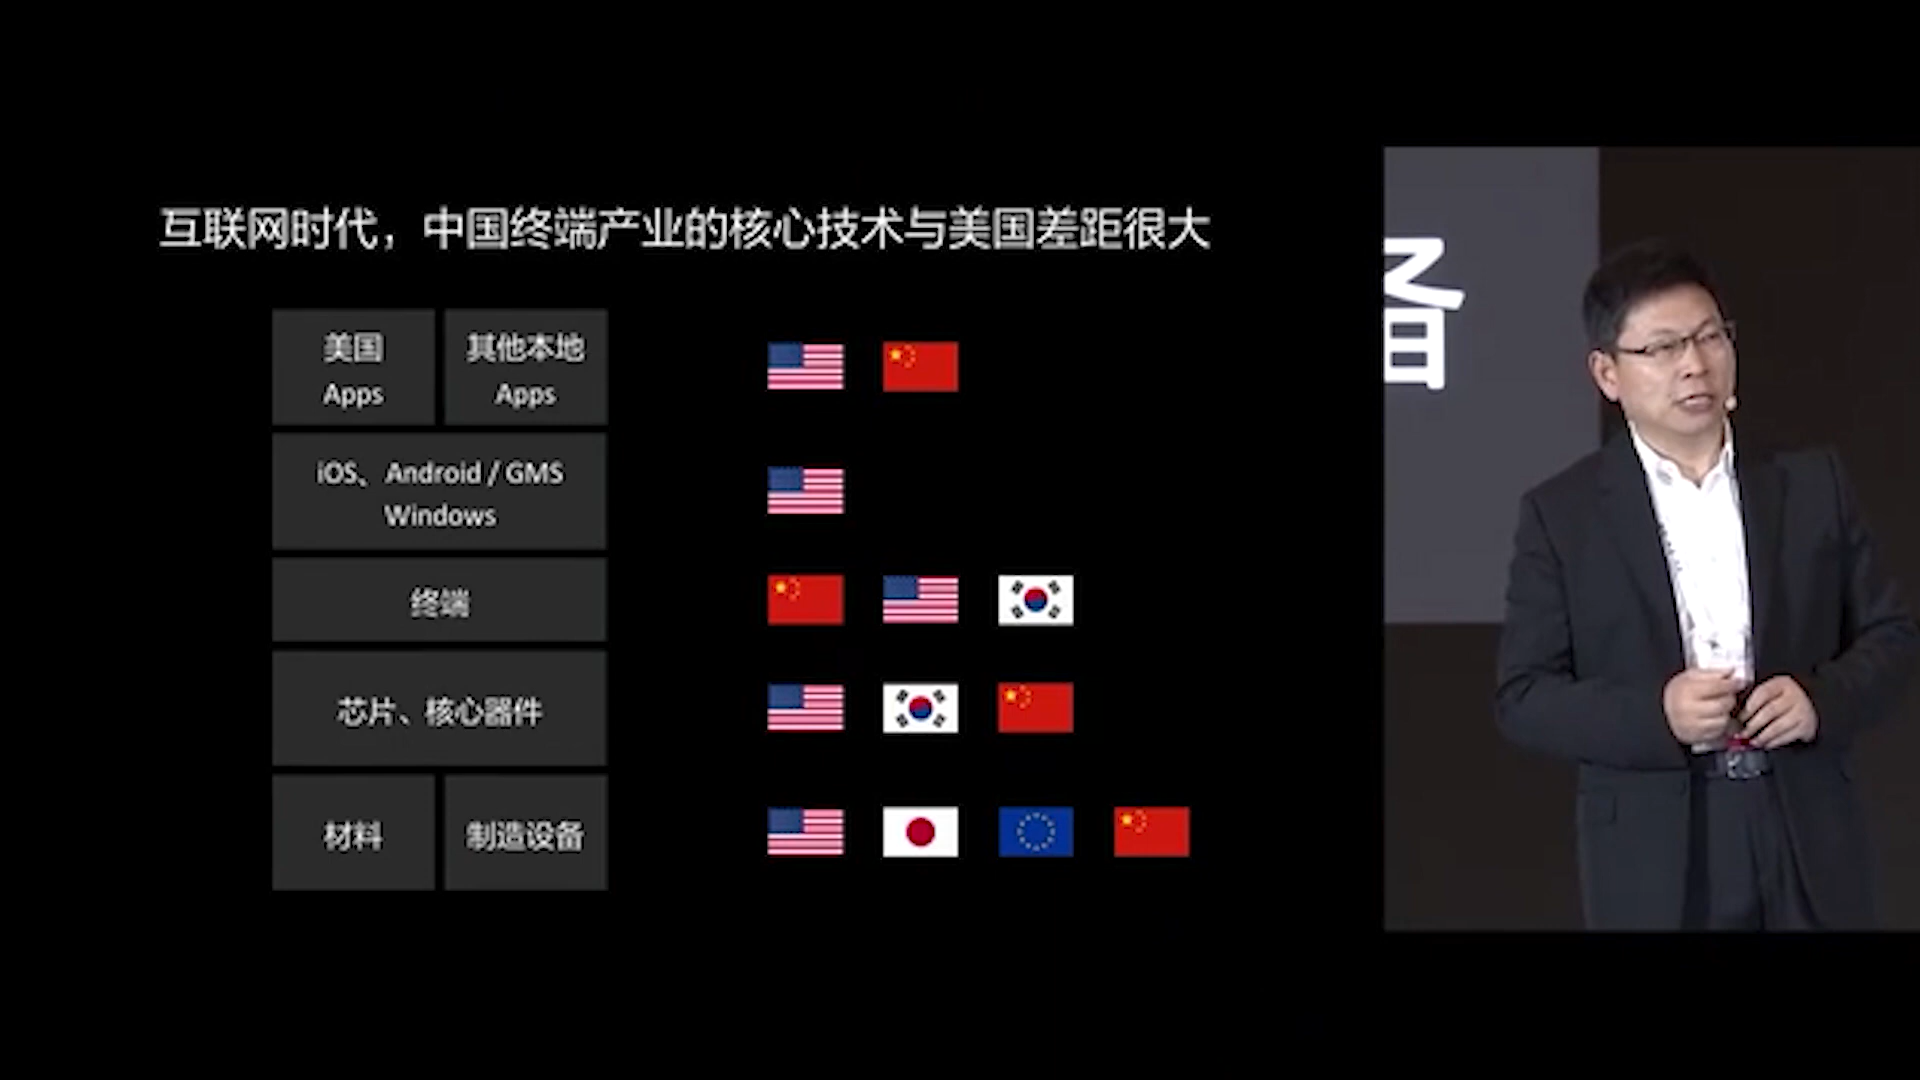 互联网时代，中国终端产业的核心技术与美国差距很大
美国
Apps
其他本地
Apps
iOS、Android / GMS
Windows
终端
芯片、核心器件
材料
制造设备